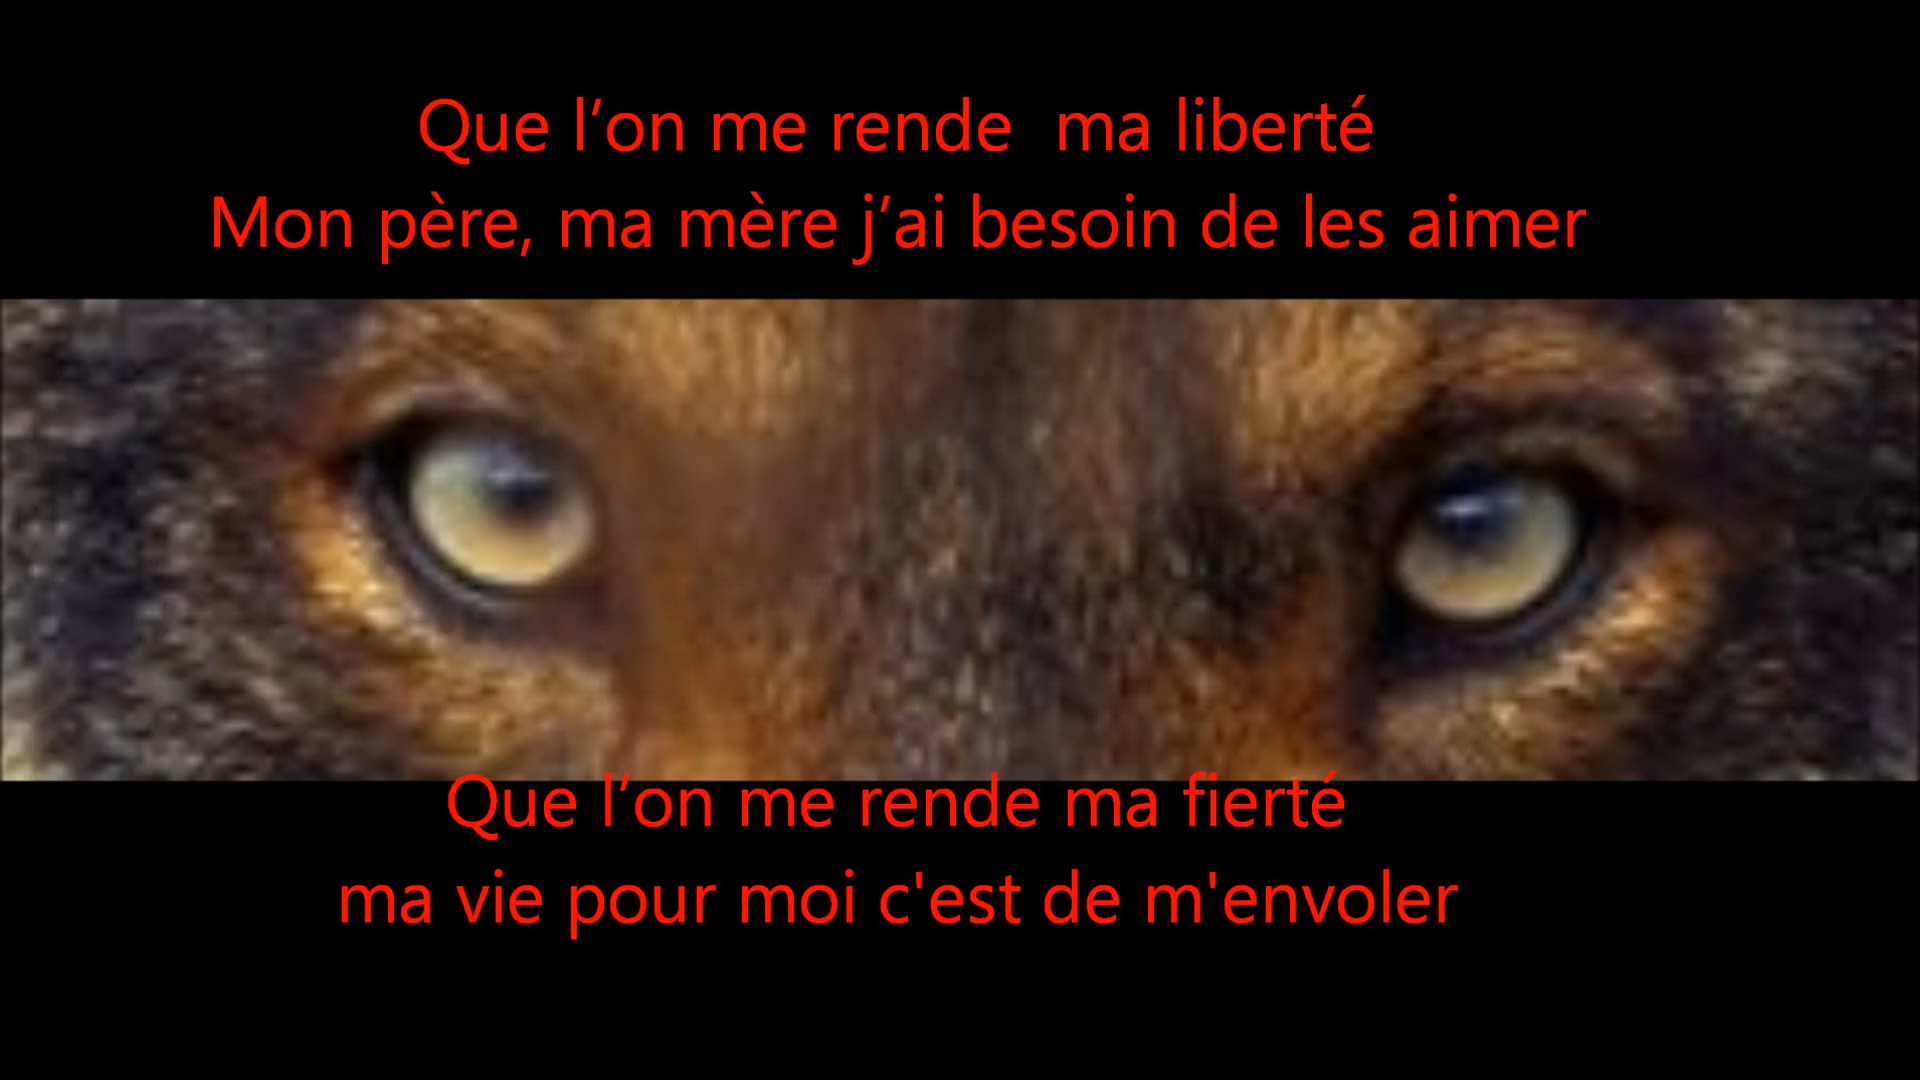 Que l’on me rende  ma liberté
Mon père, ma mère j’ai besoin de les aimer
Que l’on me rende ma fierté
ma vie pour moi c'est de m'envoler